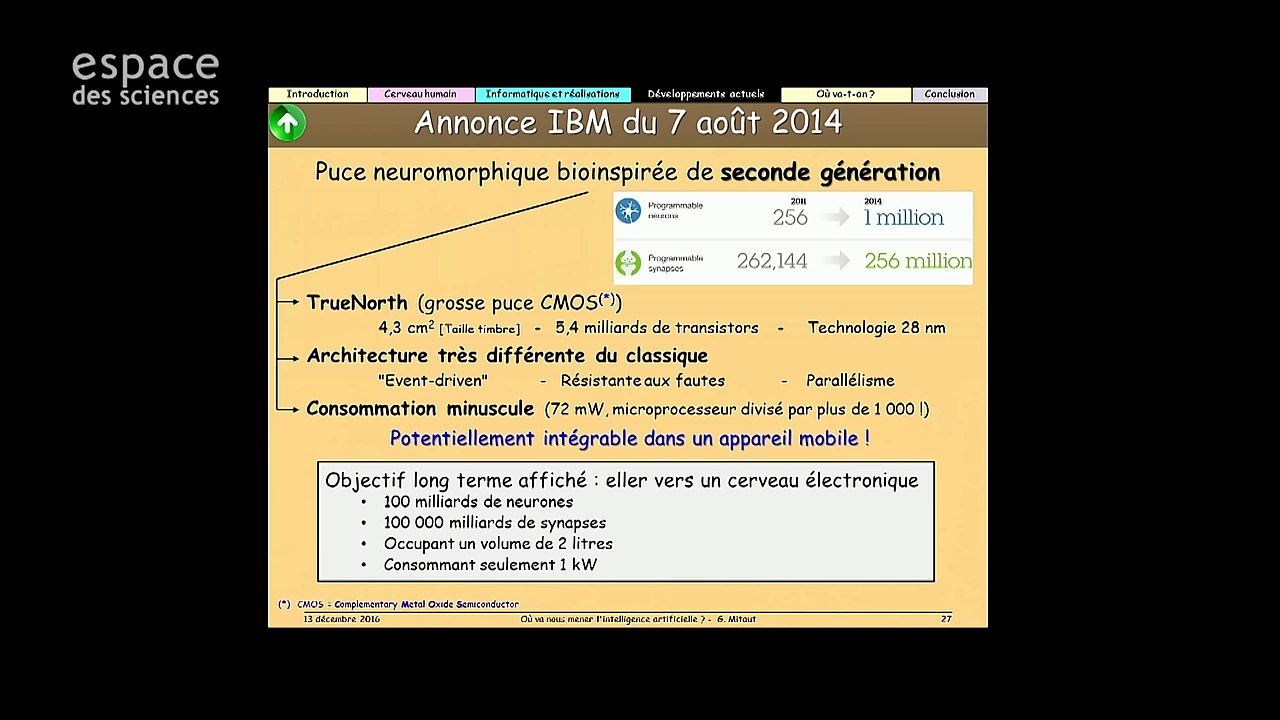 espace
des sciences
Introduction Cerveau humain Informatique et réalisations Développements actuels Où va-t-on ? Conclusion
Annonce IBM du 7 août 2014
Puce neuromorphique bioinspirée de seconde génération
2011 2014
Programmable neurons 256 1 million
Programmable synapses 262,144 256 million
TrueNorth (grosse puce CMOS(*))
4,3 cm² [Taille timbre] - 5,4 milliards de transistors - Technologie 28 nm
Architecture très différente du classique
"Event-driven" - Résistante aux fautes - Parallélisme
Consommation minuscule (72 mW, microprocesseur divisé par plus de 1 000 !)
Potentiellement intégrable dans un appareil mobile !
Objectif long terme affiché : eller vers un cerveau électronique
• 100 milliards de neurones
• 100 000 milliards de synapses
• Occupant un volume de 2 litres
• Consommant seulement 1 kW
(*) CMOS = Complementary Metal Oxide Semiconductor
13 décembre 2016 Où va nous mener l'intelligence artificielle ? - G. Mitaut 27